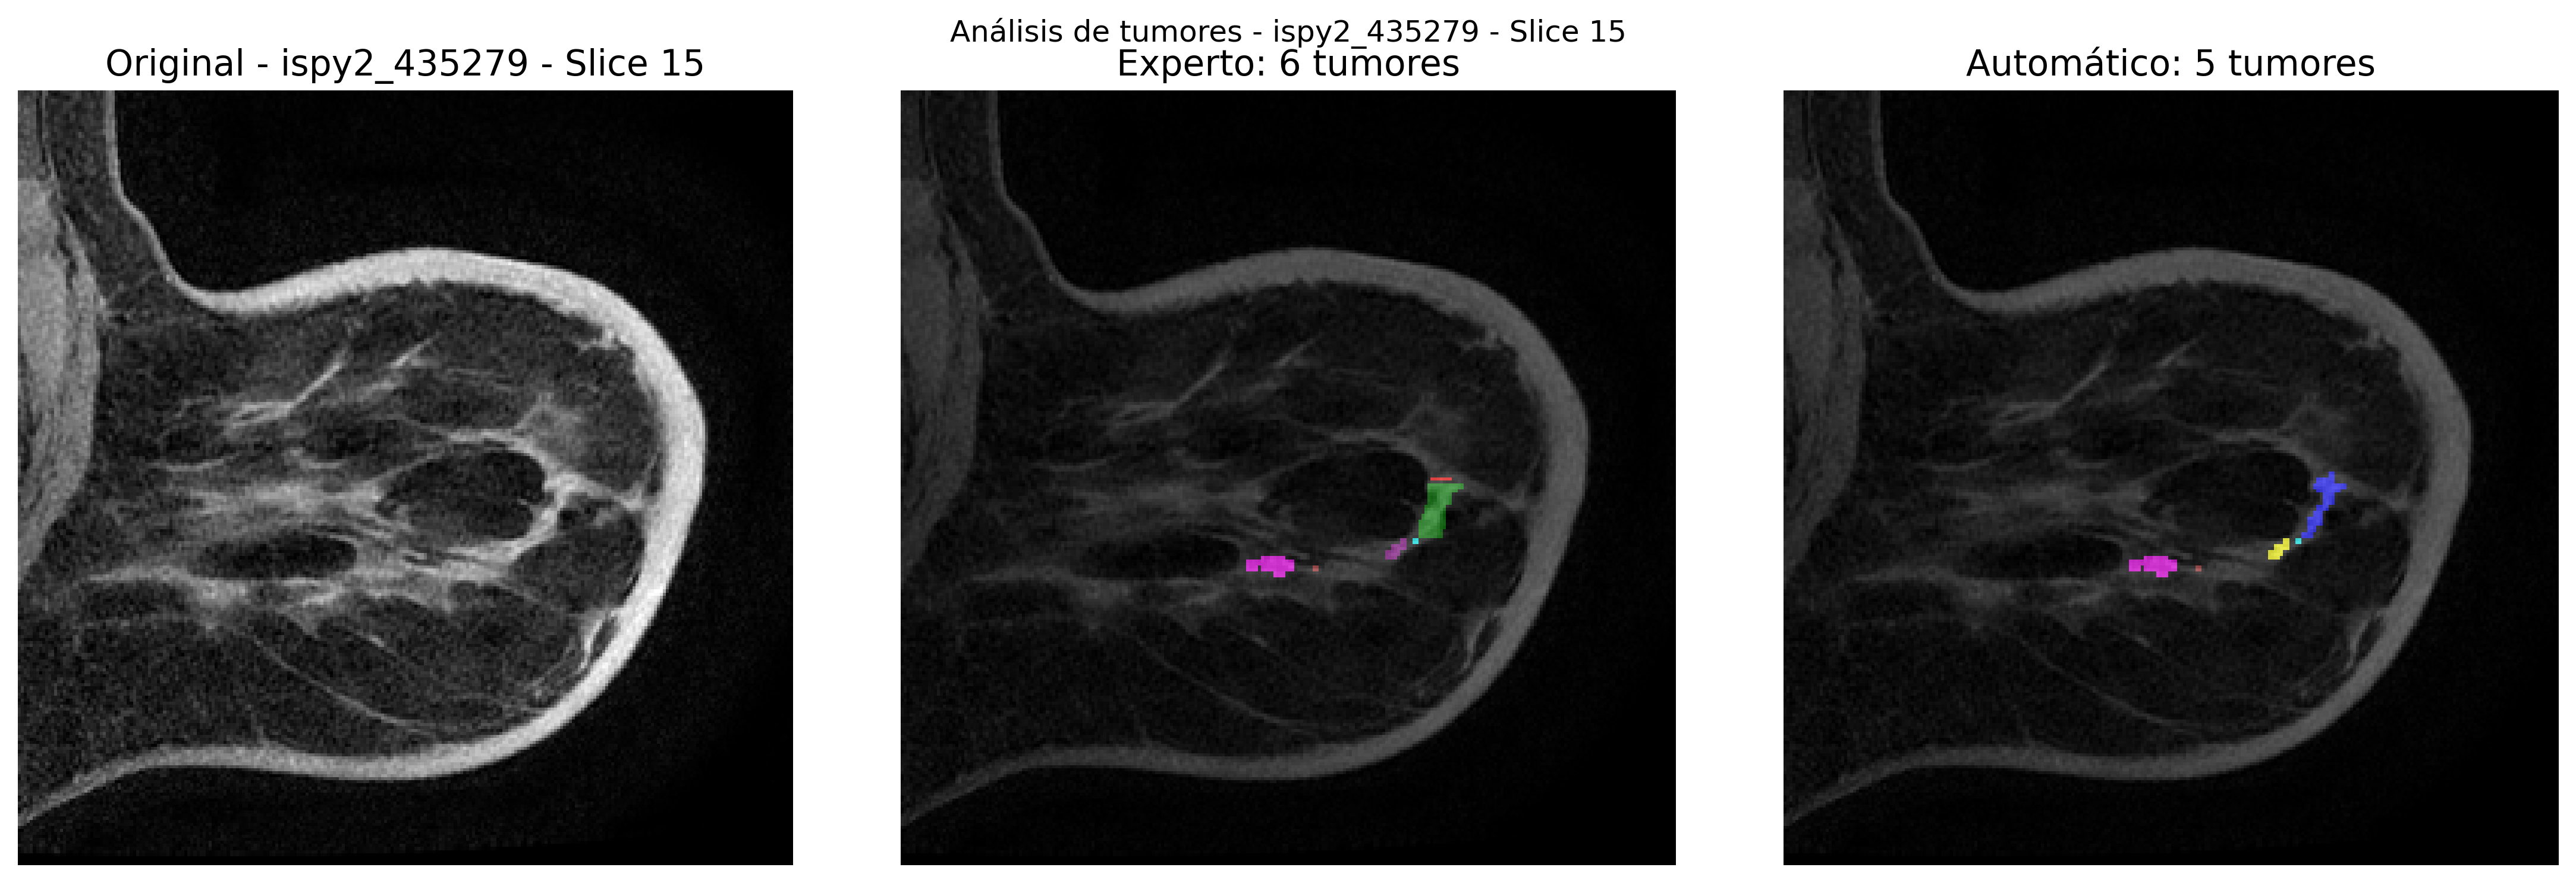 Análisis de tumores - ispy2_435279 - Slice 15
Original - ispy2_435279 - Slice 15
Experto: 6 tumores
Automático: 5 tumores